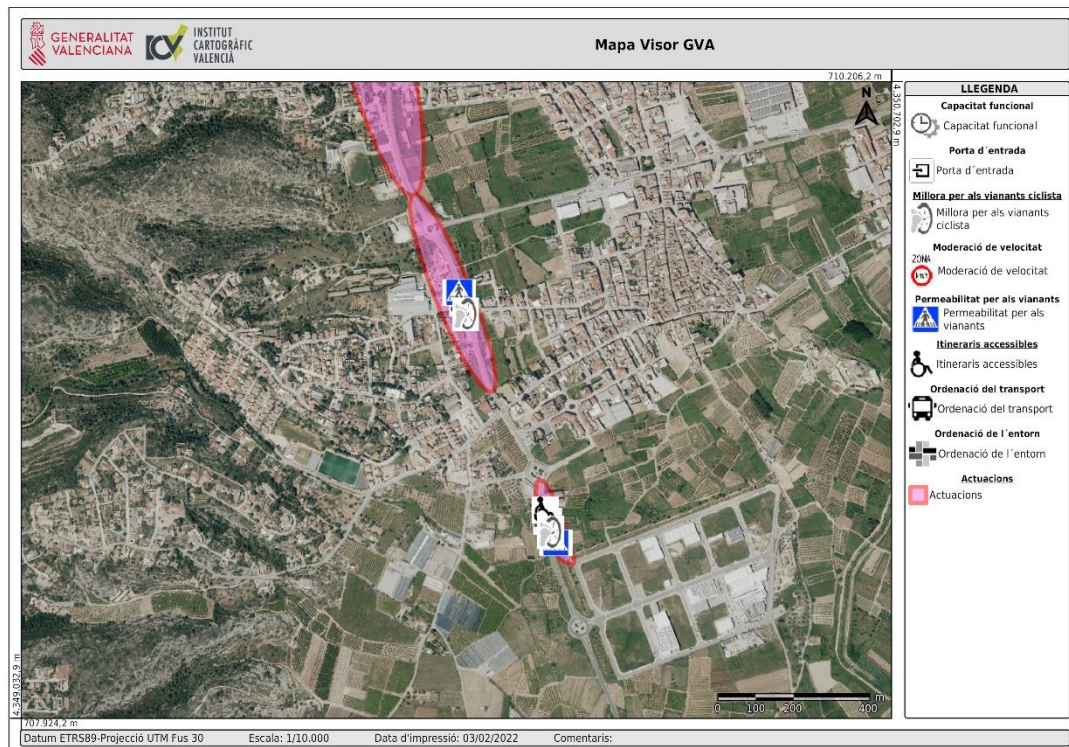 GENERALITAT
VALENCIANA
ICV
INSTITUT
CARTOGRÀFIC
VALENCIÀ
Mapa Visor GVA
710.206,2 m
4.350.702,9 m
N
LLEGENDA
Capacitat funcional
Capacitat funcional
Porta d´entrada
Porta d´entrada
Millora per als vianants ciclista
Millora per als vianants
ciclista
Moderació de velocitat
ZONA
Moderació de velocitat
Permeabilitat per als vianants
Permeabilitat per als
vianants
Itineraris accessibles
Itineraris accessibles
Ordenació del transport
Ordenació del transport
Ordenació de l´entorn
Ordenació de l´entorn
Actuacions
Actuacions
4.349.032,9 m
m
0 100 200 400
707.924,2 m
Datum ETRS89-Projecció UTM Fus 30 Escala: 1/10.000 Data d'impressió: 03/02/2022 Comentaris: